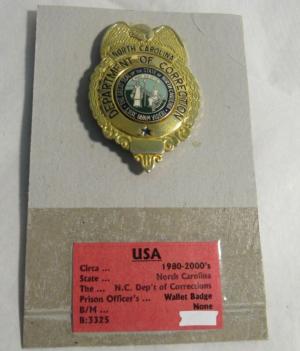 NORTH CAROLINA
DEPARTMENT OF CORRECTION
USA
Circa ... 1980-2000's
State ... North Carolina
The ... N.C. Dep't of Corrections
Prison Officer's ... Wallet Badge
B/M ... None
B:3325